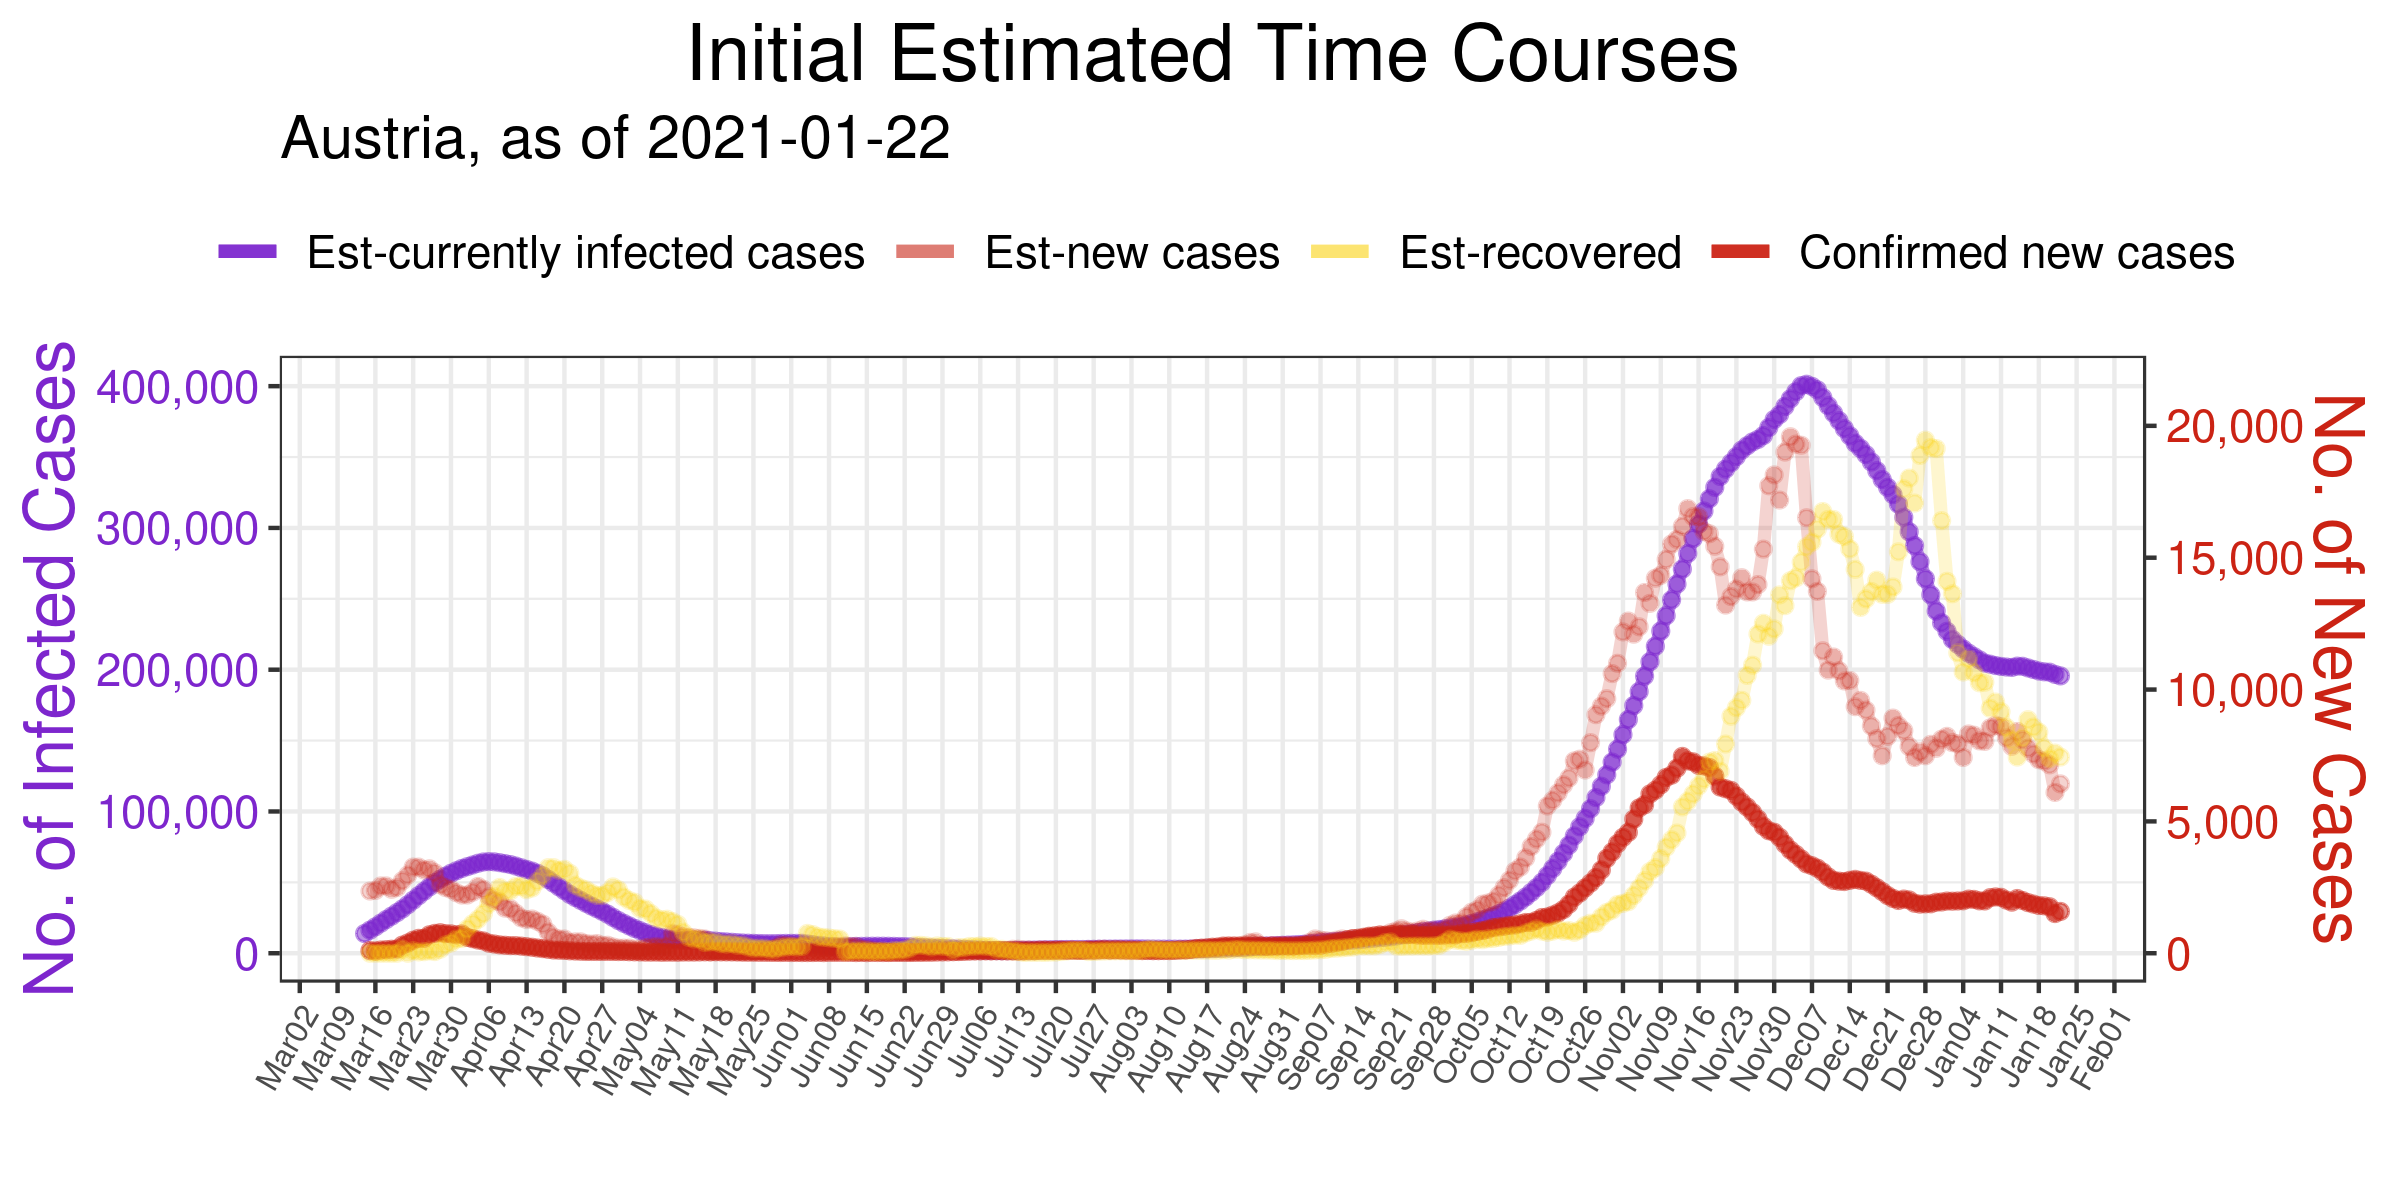 Initial Estimated Time Courses
Austria, as of 2021-01-22
Est-currently infected cases Est-new cases Est-recovered Confirmed new cases
No. of Infected Cases
400,000
300,000
200,000
100,000
0
20,000
15,000
10,000
5,000
0
No. of New Cases
Mar02 Mar09 Mar16 Mar23 Mar30 Apr06 Apr13 Apr20 Apr27 May04 May11 May18 May25 Jun01 Jun08 Jun15 Jun22 Jun29 Jul06 Jul13 Jul20 Jul27 Aug03 Aug10 Aug17 Aug24 Aug31 Sep07 Sep14 Sep21 Sep28 Oct05 Oct12 Oct19 Oct26 Nov02 Nov09 Nov16 Nov23 Nov30 Dec07 Dec14 Dec21 Dec28 Jan04 Jan11 Jan18 Jan25 Feb01